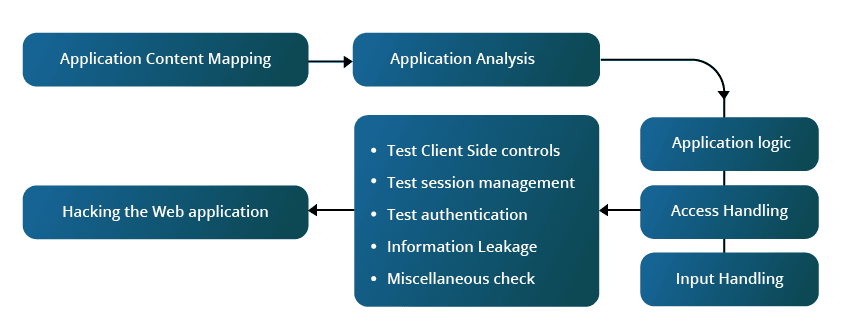 Application Content Mapping
Application Analysis
Application logic
Access Handling
Input Handling
• Test Client Side controls
• Test session management
• Test authentication
• Information Leakage
• Miscellaneous check
Hacking the Web application